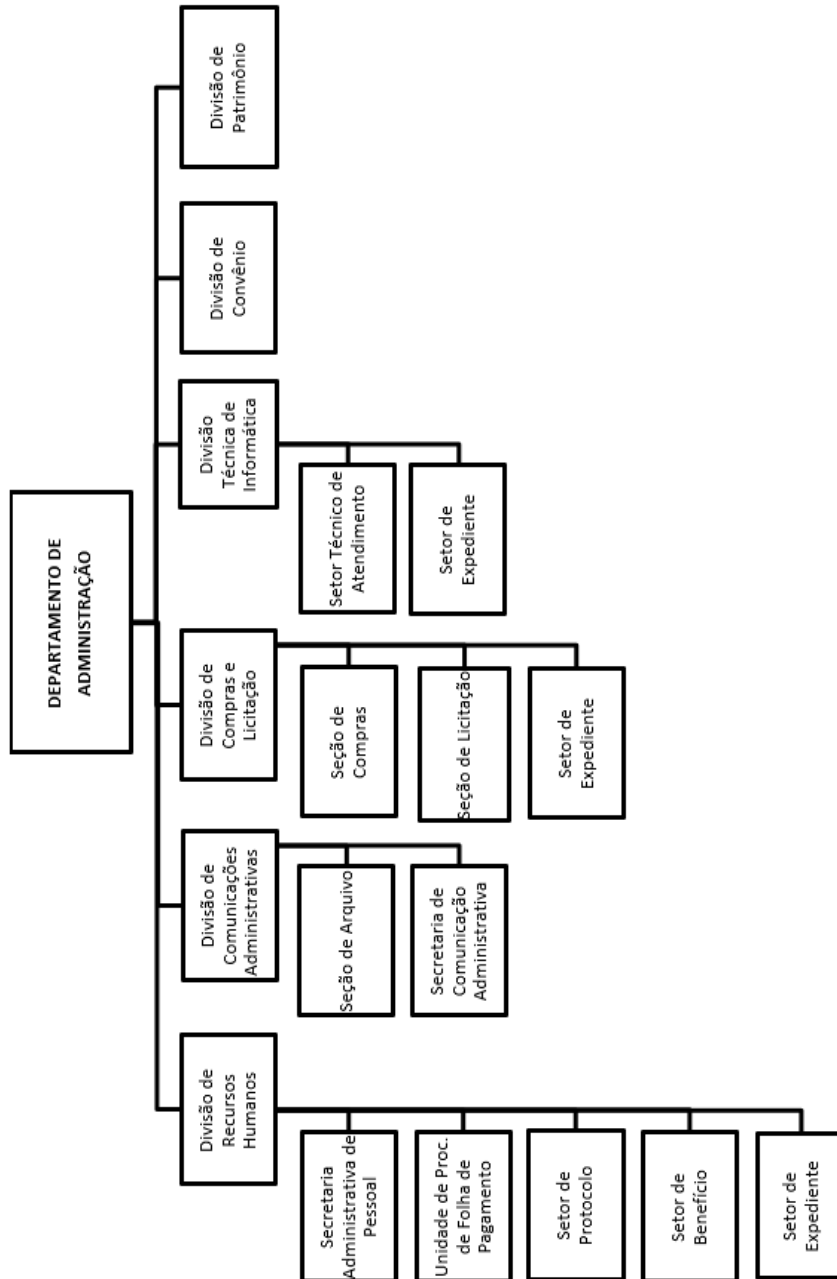 DEPARTAMENTO DE
ADMINISTRAÇÃO
Divisão de
Recursos
Humanos
Secretaria
Administrativa de
Pessoal
Unidade de Proc.
de Folha de
Pagamento
Setor de
Protocolo
Setor de
Benefício
Setor de
Expediente
Divisão de
Comunicações
Administrativas
Seção de Arquivo
Secretaria de
Comunicação
Administrativa
Divisão de
Compras e
Licitação
Seção de
Compras
Seção de Licitação
Setor de
Expediente
Divisão
Técnica de
Informática
Setor Técnico de
Atendimento
Setor de
Expediente
Divisão de
Convênio
Divisão de
Patrimônio